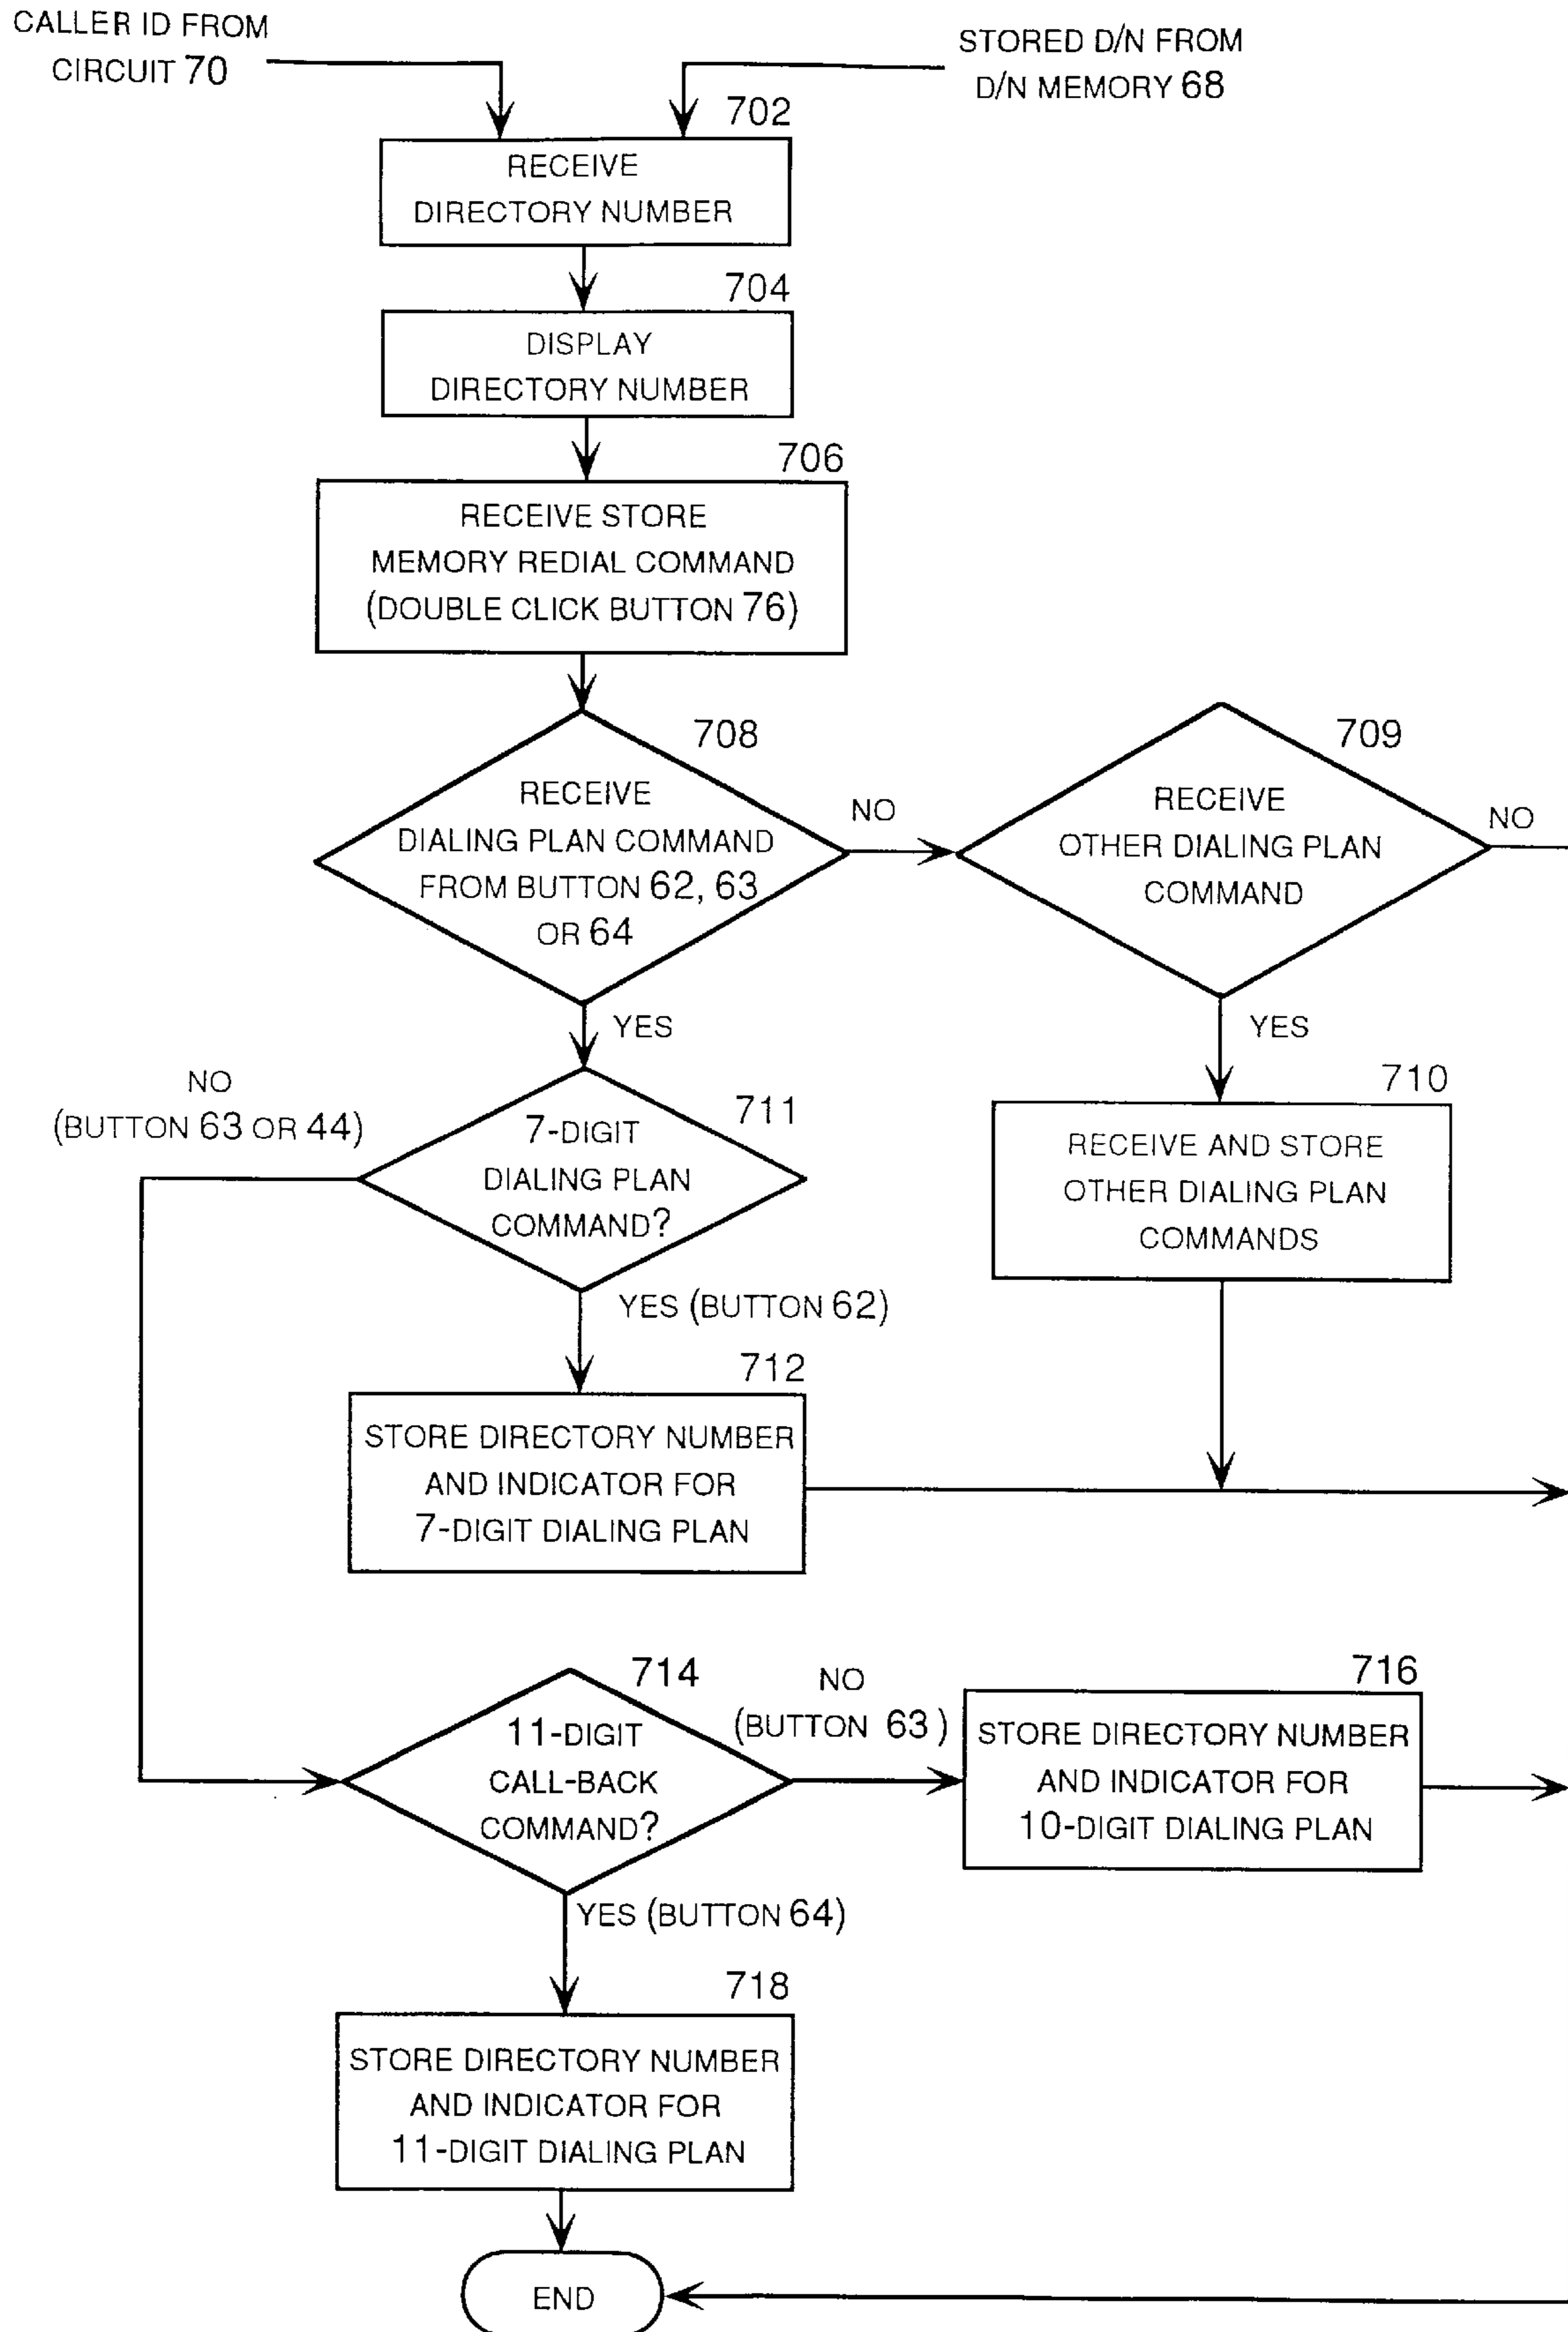 CALLER ID FROM
CIRCUIT 70
STORED D/N FROM
D/N MEMORY 68
702
RECEIVE
DIRECTORY NUMBER
704
DISPLAY
DIRECTORY NUMBER
706
RECEIVE STORE
MEMORY REDIAL COMMAND
(DOUBLE CLICK BUTTON 76)
708
RECEIVE
DIALING PLAN COMMAND
FROM BUTTON 62, 63
OR 64
NO
709
RECEIVE
OTHER DIALING PLAN
COMMAND
NO
YES
YES
710
RECEIVE AND STORE
OTHER DIALING PLAN
COMMANDS
NO
(BUTTON 63 OR 44)
711
7-DIGIT
DIALING PLAN
COMMAND?
YES (BUTTON 62)
712
STORE DIRECTORY NUMBER
AND INDICATOR FOR
7-DIGIT DIALING PLAN
714
11-DIGIT
CALL-BACK
COMMAND?
NO
(BUTTON 63)
716
STORE DIRECTORY NUMBER
AND INDICATOR FOR
10-DIGIT DIALING PLAN
YES (BUTTON 64)
718
STORE DIRECTORY NUMBER
AND INDICATOR FOR
11-DIGIT DIALING PLAN
END